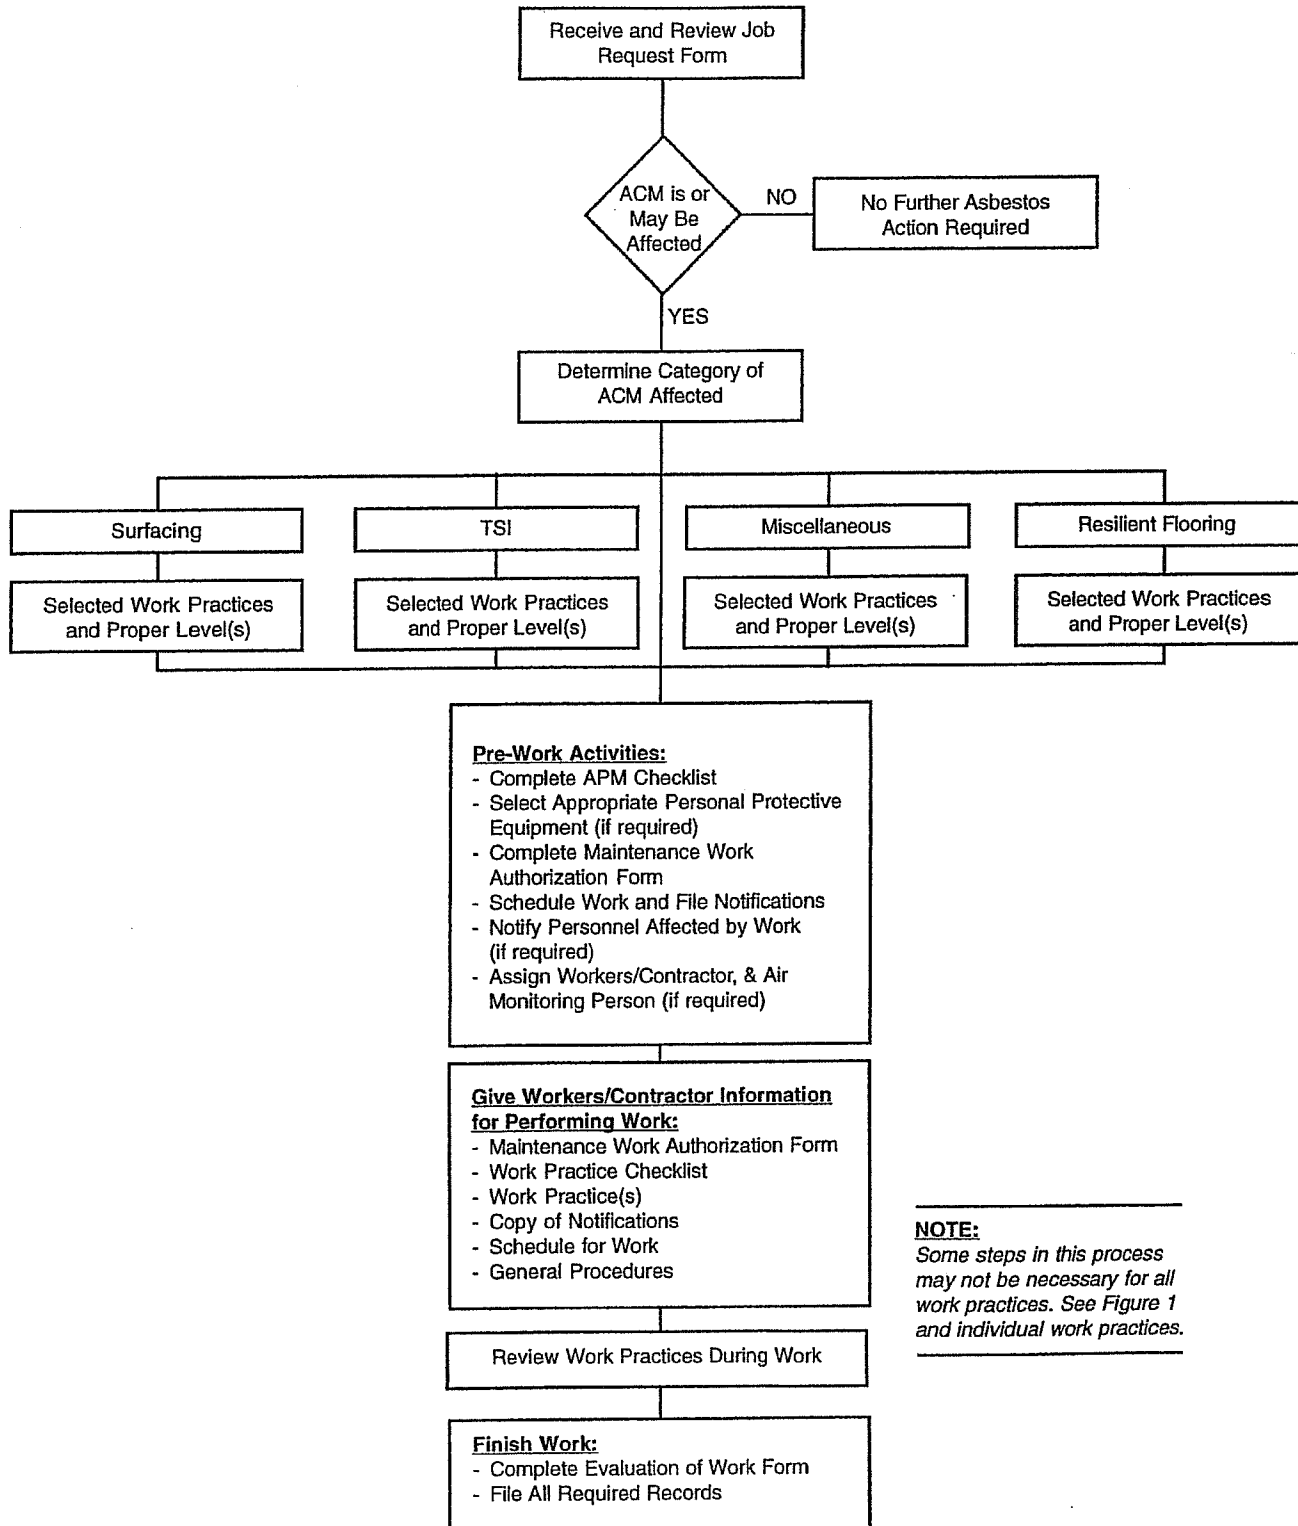 Receive and Review Job
Request Form
ACM is or
May Be
Affected
NO
No Further Asbestos
Action Required
YES
Determine Category of
ACM Affected
Surfacing
TSI
Miscellaneous
Resilient Flooring
Selected Work Practices
and Proper Level(s)
Selected Work Practices
and Proper Level(s)
Selected Work Practices
and Proper Level(s)
Selected Work Practices
and Proper Level(s)
Pre-Work Activities:
- Complete APM Checklist
- Select Appropriate Personal Protective
Equipment (if required)
- Complete Maintenance Work
Authorization Form
- Schedule Work and File Notifications
- Notify Personnel Affected by Work
(if required)
- Assign Workers/Contractor, & Air
Monitoring Person (if required)
Give Workers/Contractor Information
for Performing Work:
- Maintenance Work Authorization Form
- Work Practice Checklist
- Work Practice(s)
- Copy of Notifications
- Schedule for Work
- General Procedures
NOTE:
Some steps in this process
may not be necessary for all
work practices. See Figure 1
and individual work practices.
Review Work Practices During Work
Finish Work:
- Complete Evaluation of Work Form
- File All Required Records